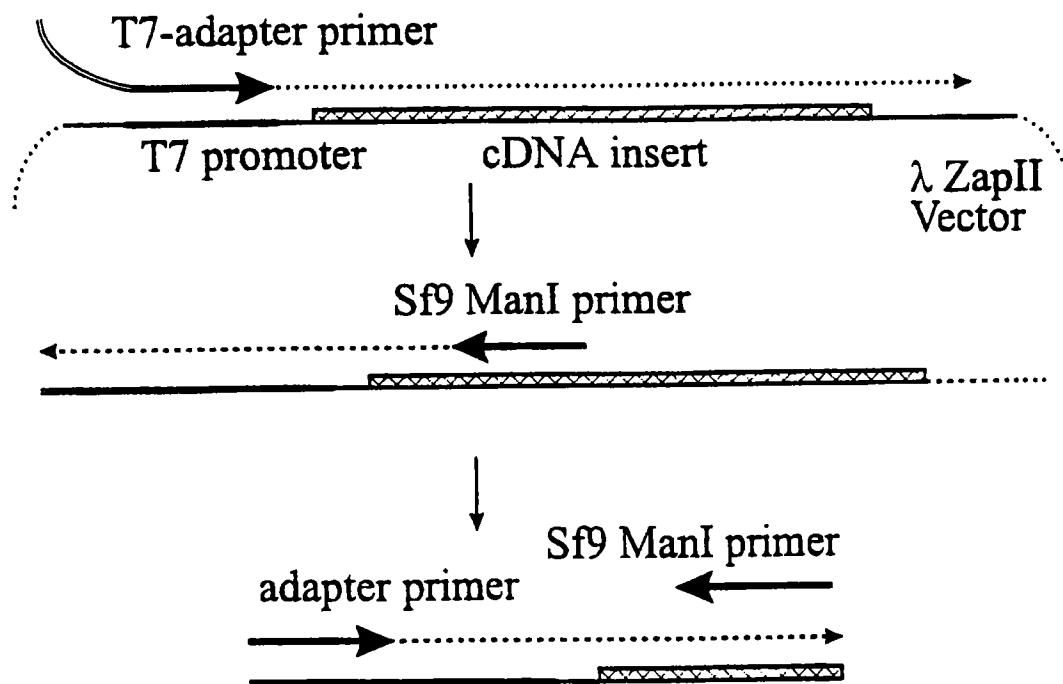 T7-adapter primer
T7 promoter
cDNA insert
λ ZapII
Vector
Sf9 ManI primer
Sf9 ManI primer
adapter primer